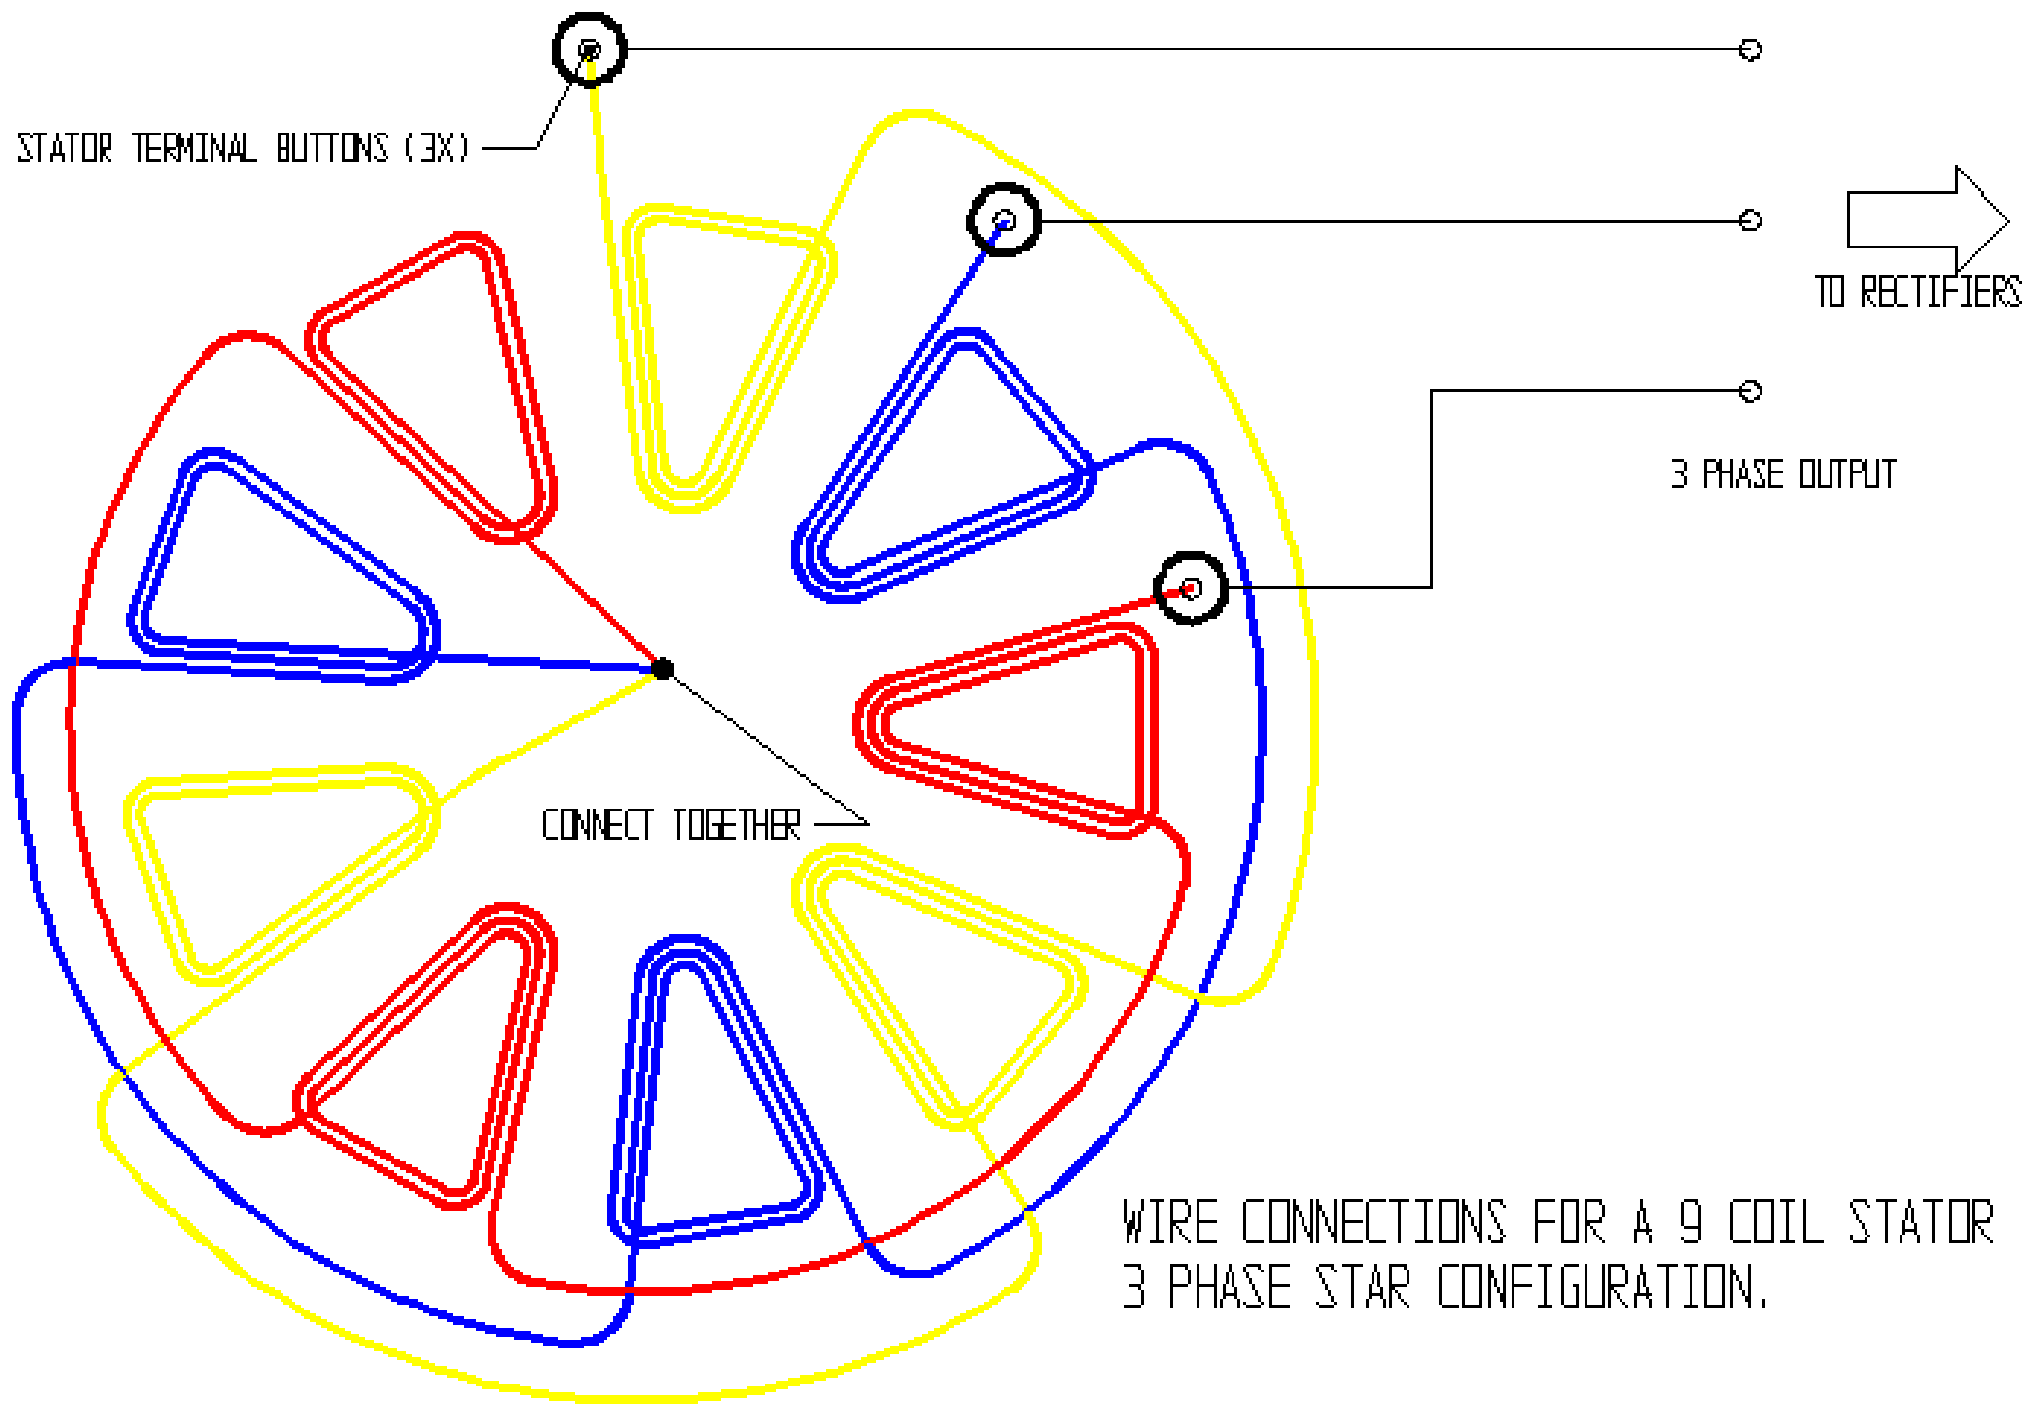 STATOR TERMINAL BUTTONS (3X)
TO RECTIFIERS
3 PHASE OUTPUT
CONNECT TOGETHER
WIRE CONNECTIONS FOR A 9 COIL STATOR
3 PHASE STAR CONFIGURATION.